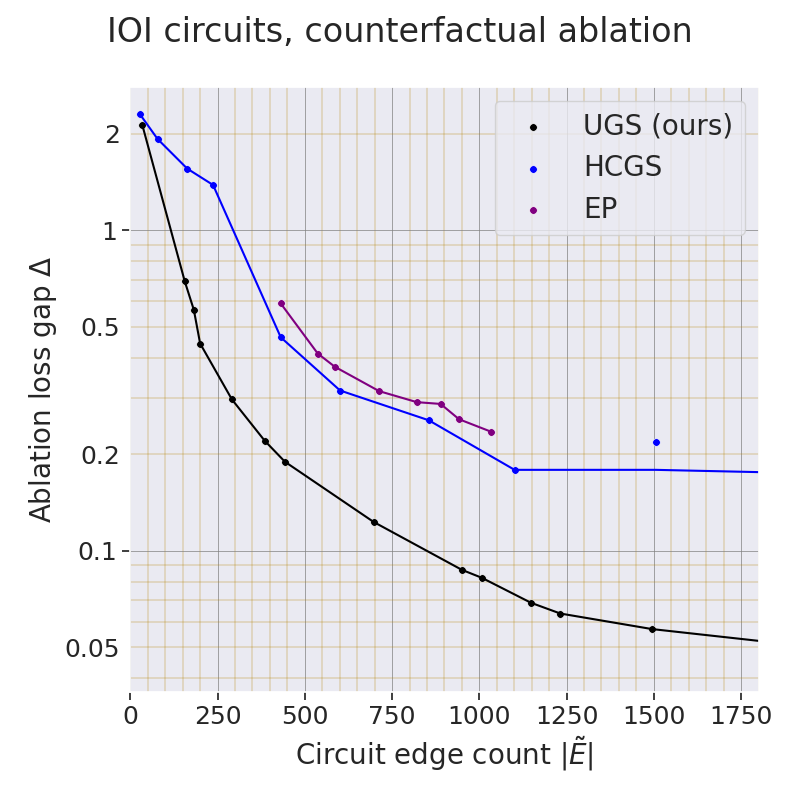 IOI circuits, counterfactual ablation
UGS (ours)
HCGS
EP
Ablation loss gap Δ
2
1
0.5
0.2
0.1
0.05
0 250 500 750 1000 1250 1500 1750
Circuit edge count |Ẽ|